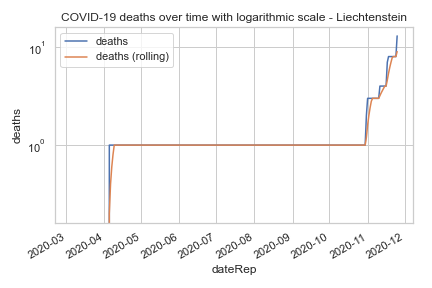 COVID-19 deaths over time with logarithmic scale - Liechtenstein
deaths
deaths (rolling)
10¹
10⁰
deaths
2020-03
2020-04
2020-05
2020-06
2020-07
2020-08
2020-09
2020-10
2020-11
2020-12
dateRep